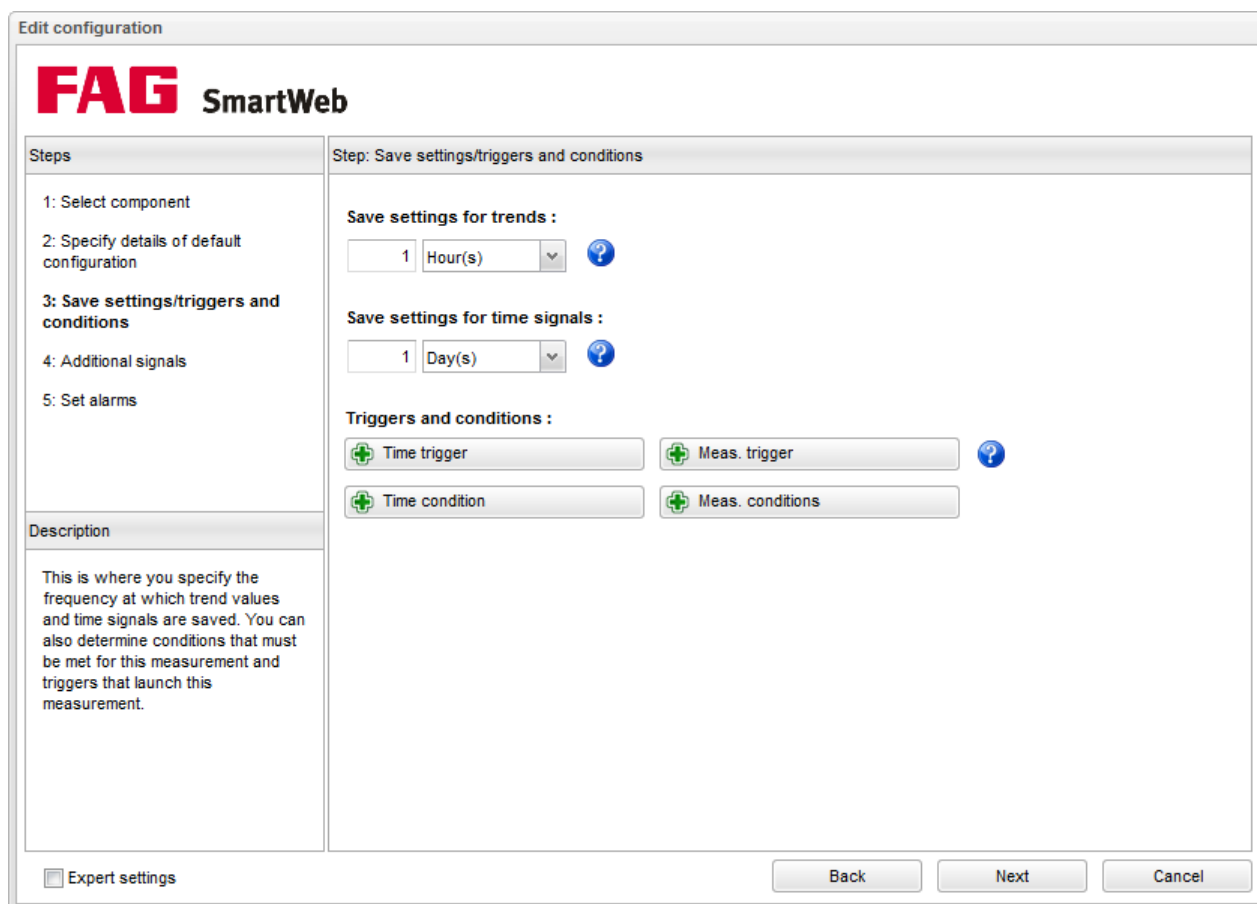 Edit configuration
FAG SmartWeb
Steps
1: Select component
2: Specify details of default
configuration
3: Save settings/triggers and
conditions
4: Additional signals
5: Set alarms
Description
This is where you specify the
frequency at which trend values
and time signals are saved. You can
also determine conditions that must
be met for this measurement and
triggers that launch this
measurement.
Step: Save settings/triggers and conditions
Save settings for trends :
1 Hour(s) ?
Save settings for time signals :
1 Day(s) ?
Triggers and conditions :
Time trigger Meas. trigger ?
Time condition Meas. conditions
Expert settings Back Next Cancel